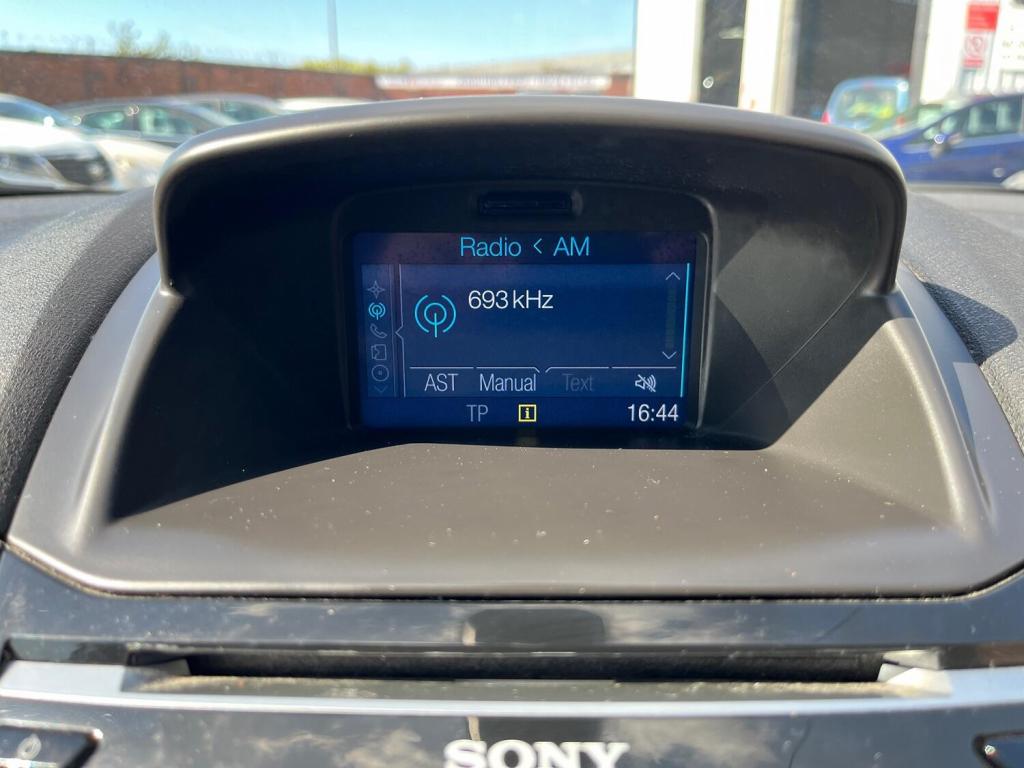 Radio < AM
693 kHz
AST Manual Text
TP i 16:44
SONY